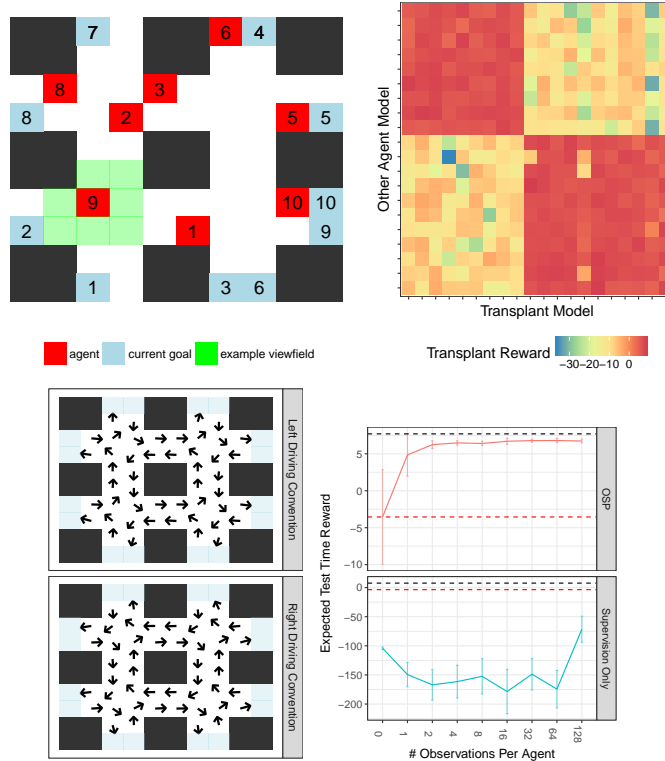 7 6 4
8 3
8 2 5 5
9 10 10
2 1 9
1 3 6
agent current goal example viewfield
Other Agent Model
Transplant Model
Transplant Reward
−30 −20 −10 0
Left Driving Convention
Right Driving Convention
Expected Test Time Reward
5
0
−5
−10
OSP
0
−50
−100
−150
−200
Supervision Only
0 1 2 4 8 16 32 64 128
# Observations Per Agent